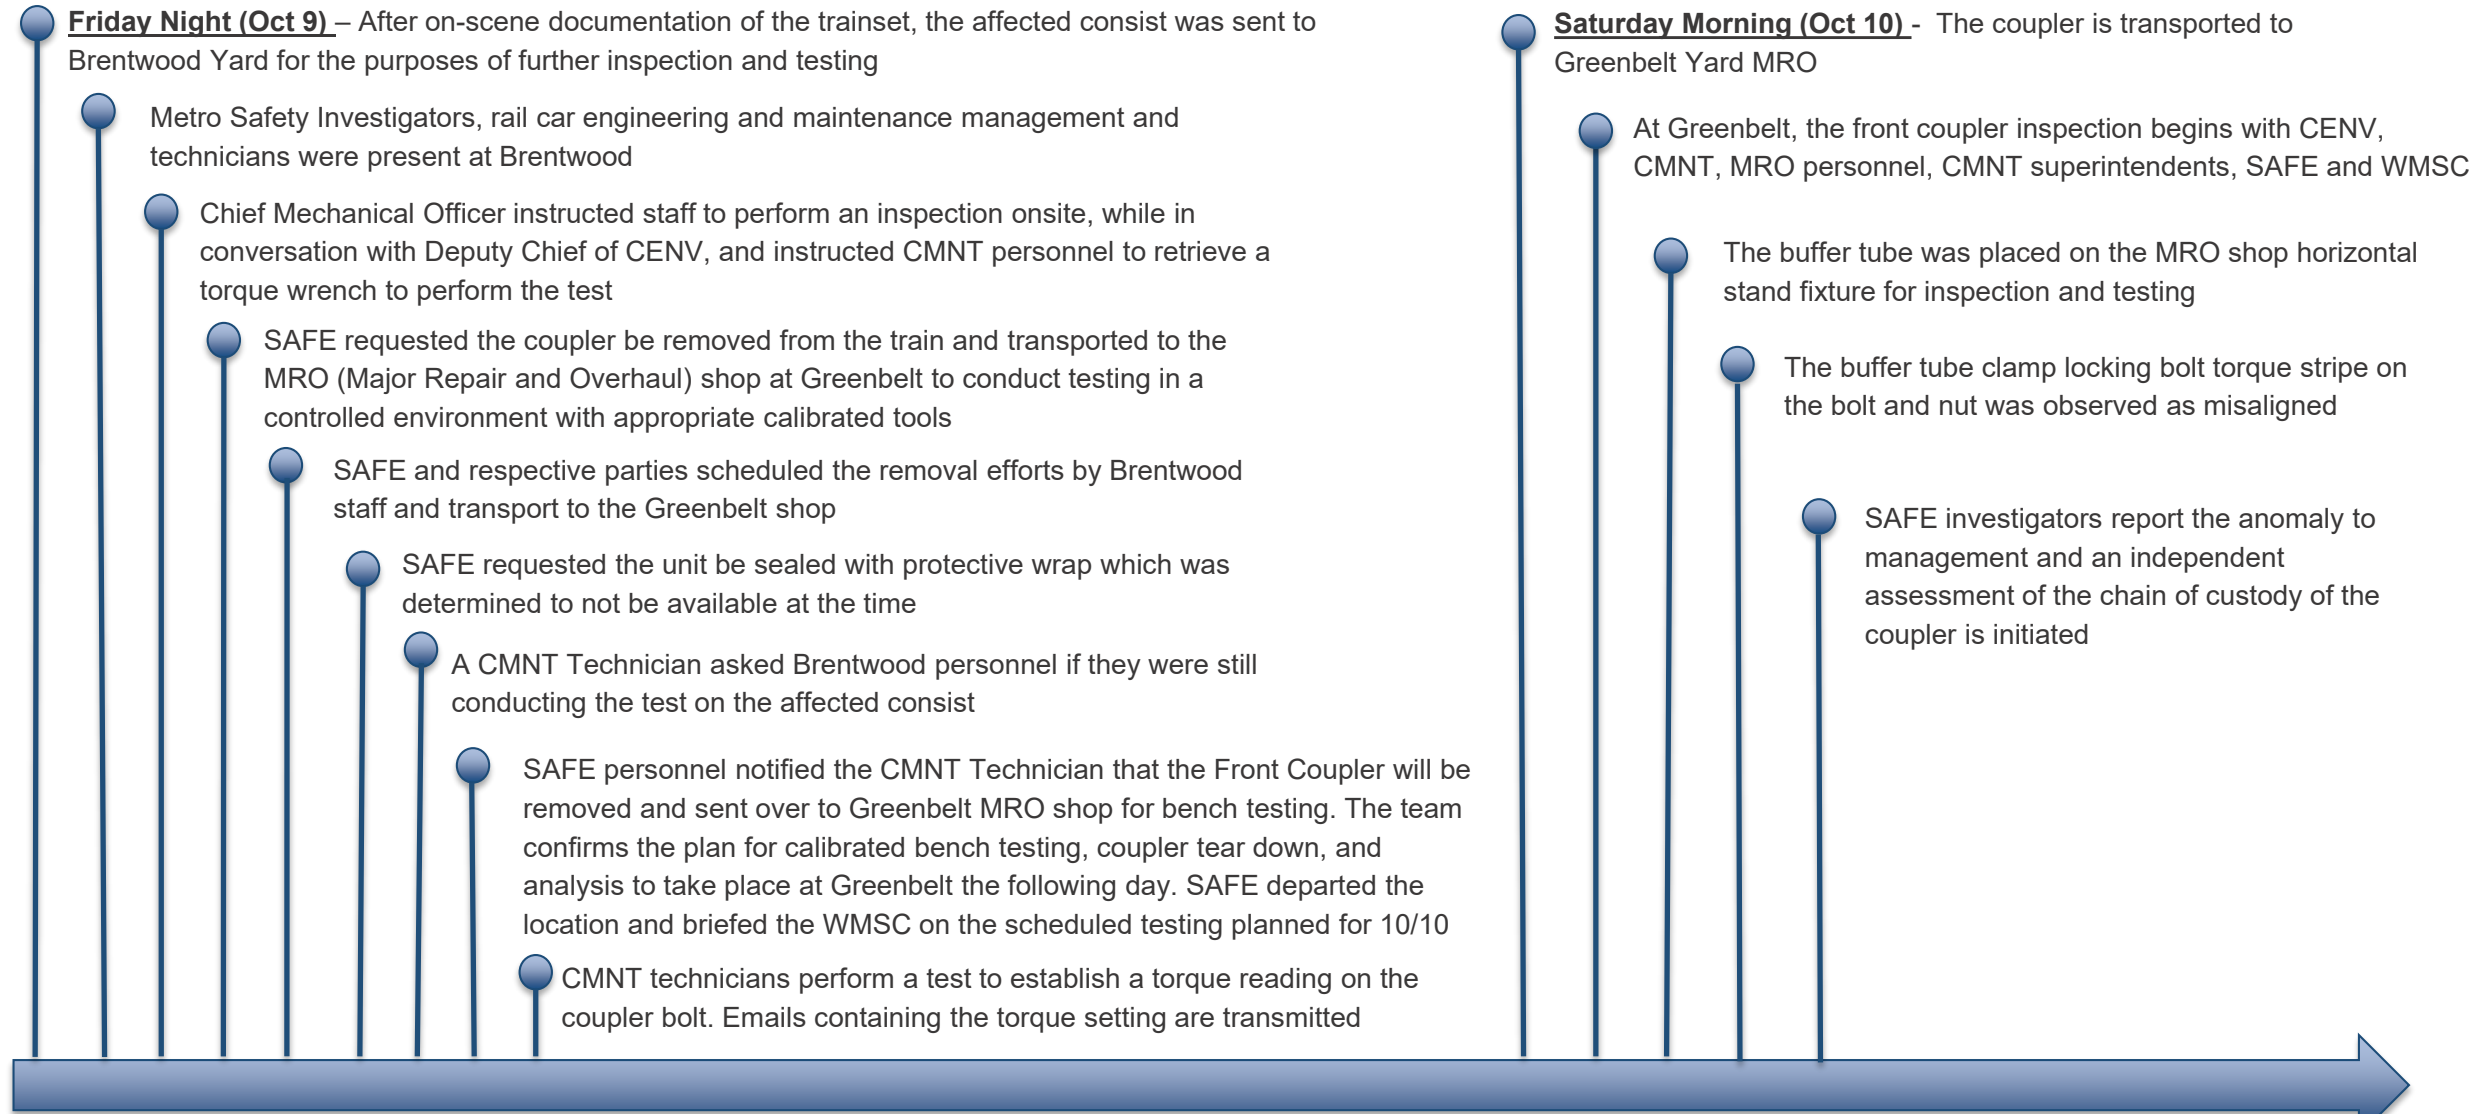 Friday Night (Oct 9) – After on-scene documentation of the trainset, the affected consist was sent to
Brentwood Yard for the purposes of further inspection and testing
Metro Safety Investigators, rail car engineering and maintenance management and
technicians were present at Brentwood
Chief Mechanical Officer instructed staff to perform an inspection onsite, while in
conversation with Deputy Chief of CENV, and instructed CMNT personnel to retrieve a
torque wrench to perform the test
SAFE requested the coupler be removed from the train and transported to the
MRO (Major Repair and Overhaul) shop at Greenbelt to conduct testing in a
controlled environment with appropriate calibrated tools
SAFE and respective parties scheduled the removal efforts by Brentwood
staff and transport to the Greenbelt shop
SAFE requested the unit be sealed with protective wrap which was
determined to not be available at the time
A CMNT Technician asked Brentwood personnel if they were still
conducting the test on the affected consist
SAFE personnel notified the CMNT Technician that the Front Coupler will be
removed and sent over to Greenbelt MRO shop for bench testing. The team
confirms the plan for calibrated bench testing, coupler tear down, and
analysis to take place at Greenbelt the following day. SAFE departed the
location and briefed the WMSC on the scheduled testing planned for 10/10
CMNT technicians perform a test to establish a torque reading on the
coupler bolt. Emails containing the torque setting are transmitted
Saturday Morning (Oct 10) - The coupler is transported to
Greenbelt Yard MRO
At Greenbelt, the front coupler inspection begins with CENV,
CMNT, MRO personnel, CMNT superintendents, SAFE and WMSC
The buffer tube was placed on the MRO shop horizontal
stand fixture for inspection and testing
The buffer tube clamp locking bolt torque stripe on
the bolt and nut was observed as misaligned
SAFE investigators report the anomaly to
management and an independent
assessment of the chain of custody of the
coupler is initiated